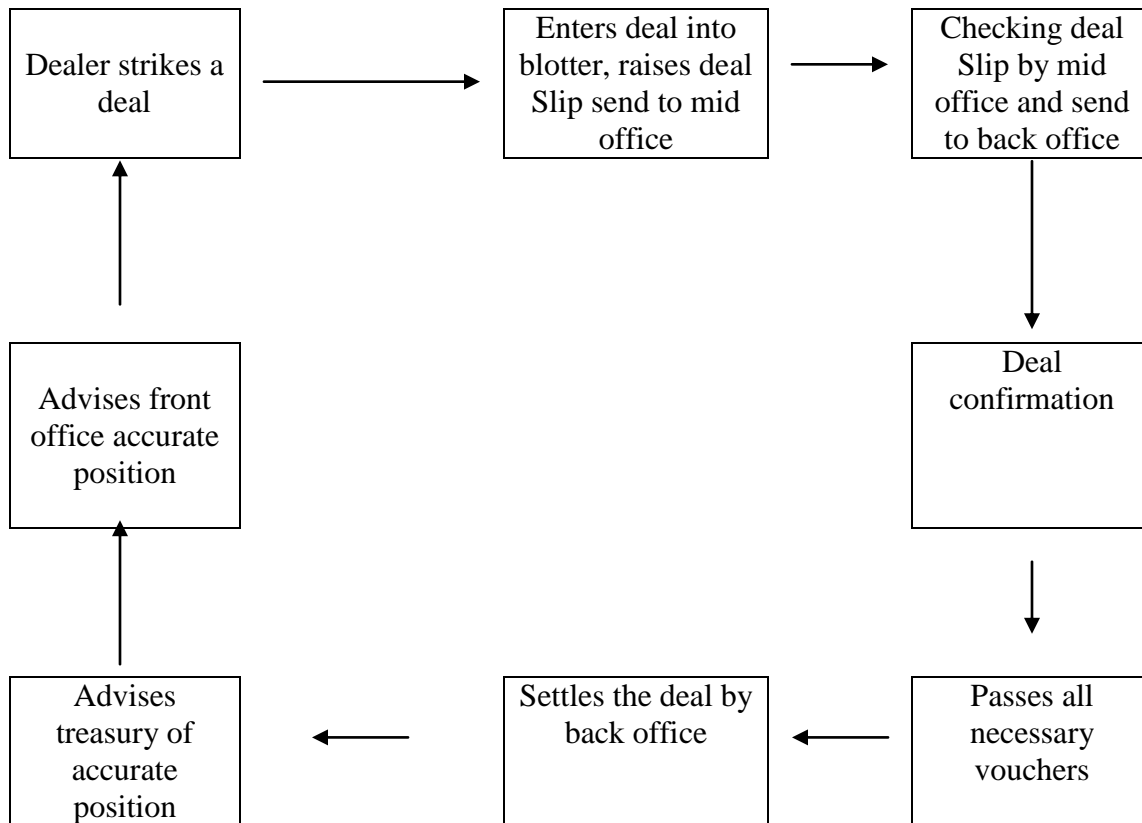 Dealer strikes a
deal
Enters deal into
blotter, raises deal
Slip send to mid
office
Checking deal
Slip by mid
office and send
to back office
Advises front
office accurate
position
Deal
confirmation
Advises
treasury of
accurate
position
Settles the deal by
back office
Passes all
necessary
vouchers